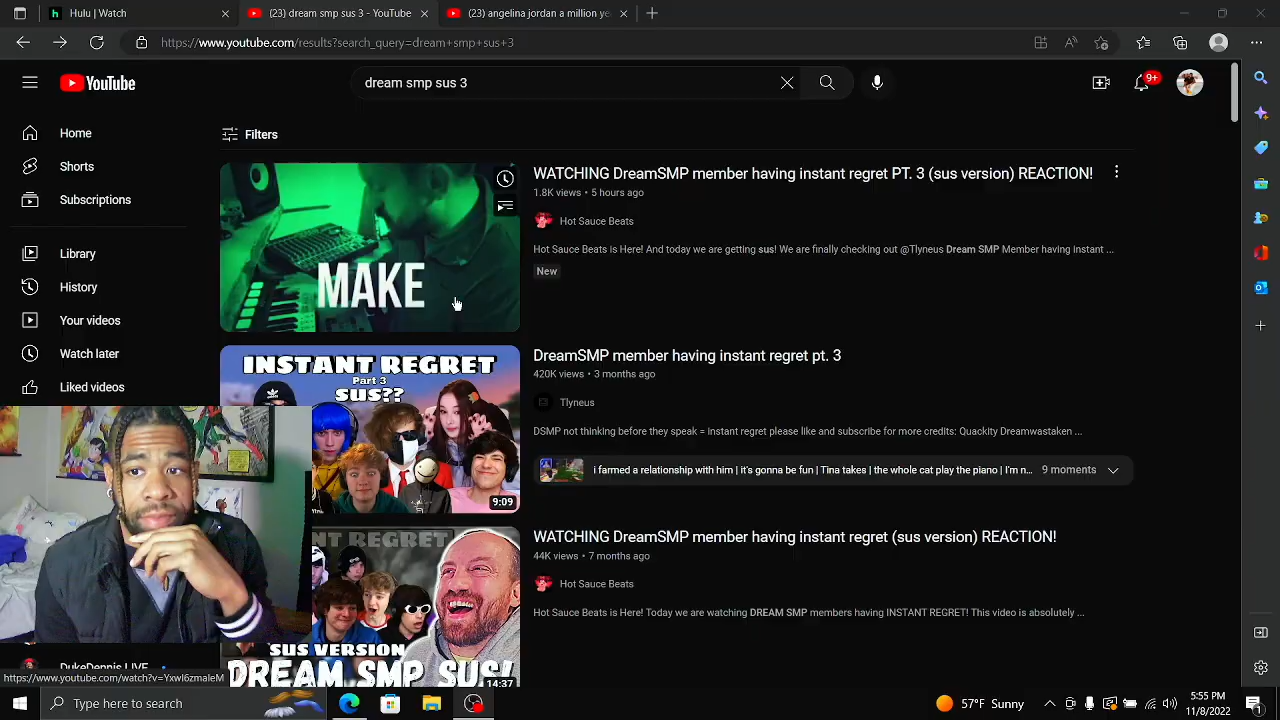 Hulu | Watch
(23) dream smp sus 3 - YouTube
(23) angelina jordan a million ye
https://www.youtube.com/results?search_query=dream+smp+sus+3
YouTube
dream smp sus 3
9+
Home
Shorts
Subscriptions
Library
History
Your videos
Watch later
Liked videos
DukeDennis LIVE
Filters
MAKE
WATCHING DreamSMP member having instant regret PT. 3 (sus version) REACTION!
1.8K views • 5 hours ago
Hot Sauce Beats
Hot Sauce Beats is Here! And today we are getting sus! We are finally checking out @Tlyneus Dream SMP Member having instant ...
New
INSTANT REGRET
Part 3
SUS??
9:09
DreamSMP member having instant regret pt. 3
420K views • 3 months ago
Tlyneus
DSMP not thinking before they speak = instant regret please like and subscribe for more credits: Quackity Dreamwastaken ...
i farmed a relationship with him | it's gonna be fun | Tina takes | the whole cat play the piano | I'm n...
9 moments
INSTANT REGRET
SUS VERSION
DREAM SMP SUS!
14:37
WATCHING DreamSMP member having instant regret (sus version) REACTION!
44K views • 7 months ago
Hot Sauce Beats
Hot Sauce Beats is Here! Today we are watching DREAM SMP members having INSTANT REGRET! This video is absolutely ...
https://www.youtube.com/watch?v=YxwI6zmaleM
Type here to search
57°F Sunny
5:55 PM
11/8/2022
1